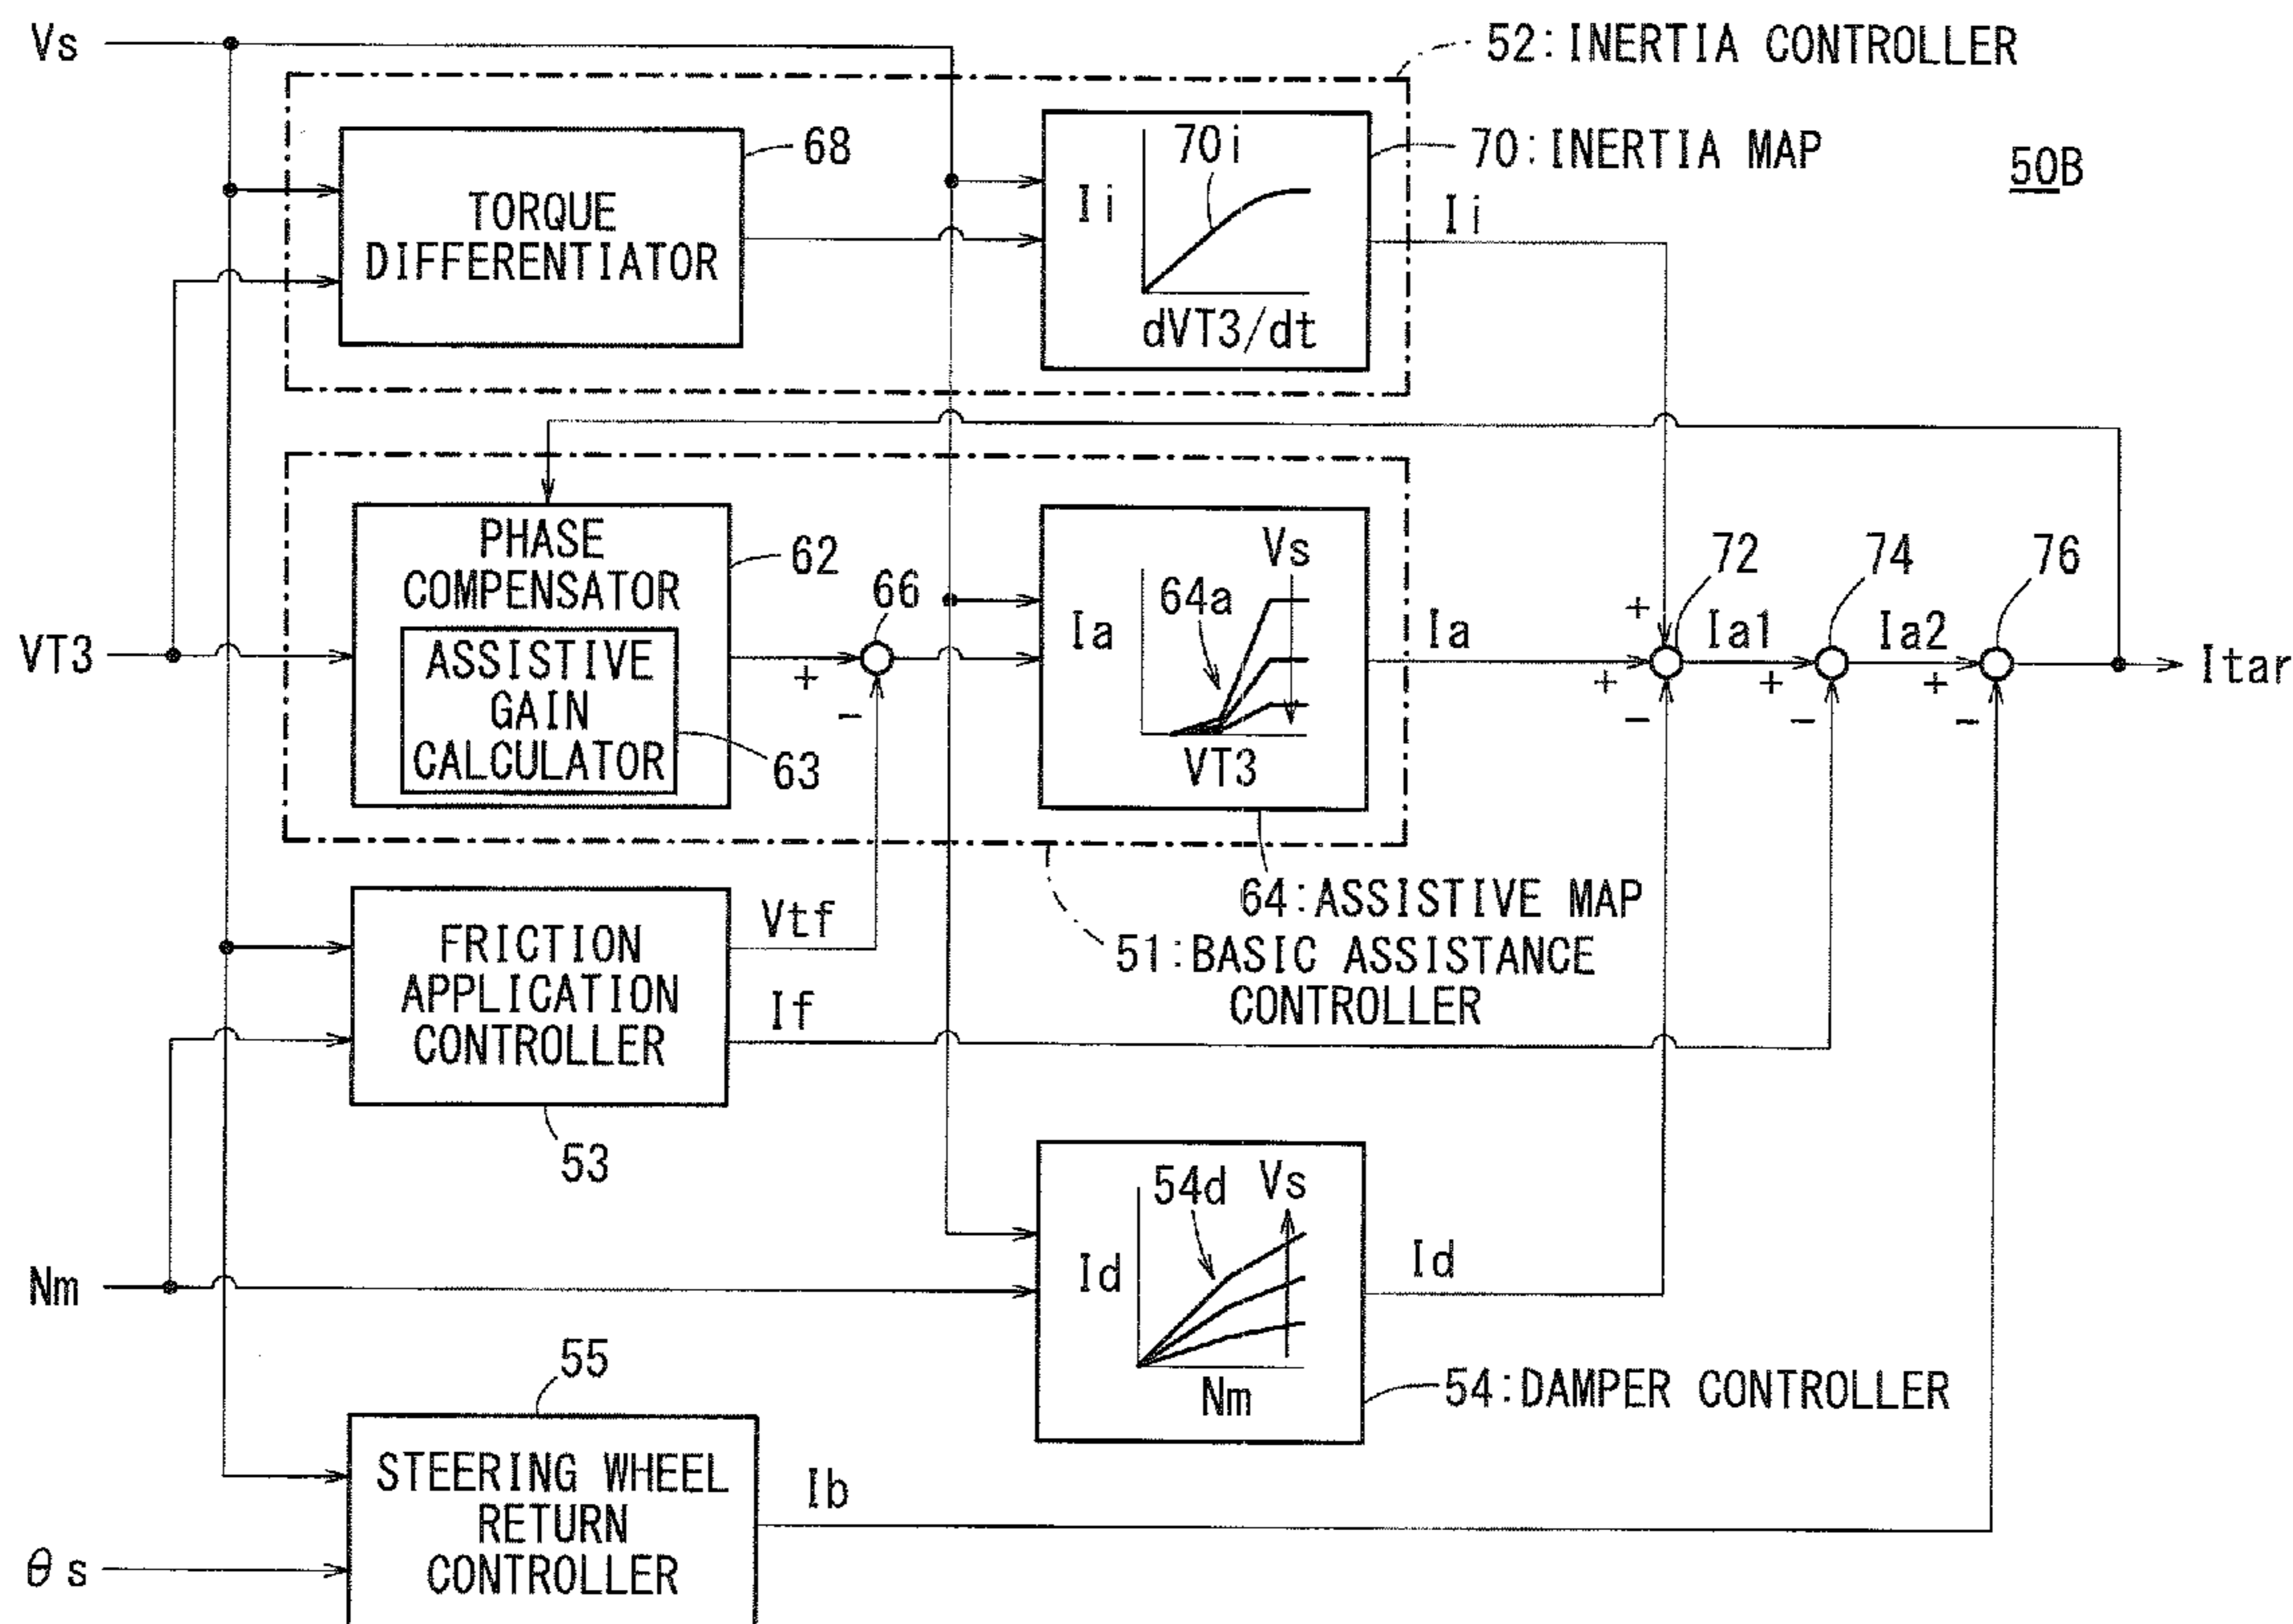 Vs
52:INERTIA CONTROLLER
68
70i
70:INERTIA MAP
50B
TORQUE
DIFFERENTIATOR
Ii
Ii
dVT3/dt
PHASE
COMPENSATOR
62
66
Vs
64a
72
74
76
VT3
ASSISTIVE
GAIN
CALCULATOR
63
+
-
Ia
VT3
Ia
+
+
-
Ia1
+
-
Ia2
+
-
Itar
64:ASSISTIVE MAP
51:BASIC ASSISTANCE
CONTROLLER
FRICTION
APPLICATION
CONTROLLER
Vtf
If
53
54d
Vs
Nm
Id
Id
Nm
54:DAMPER CONTROLLER
55
STEERING WHEEL
RETURN
CONTROLLER
Ib
θs